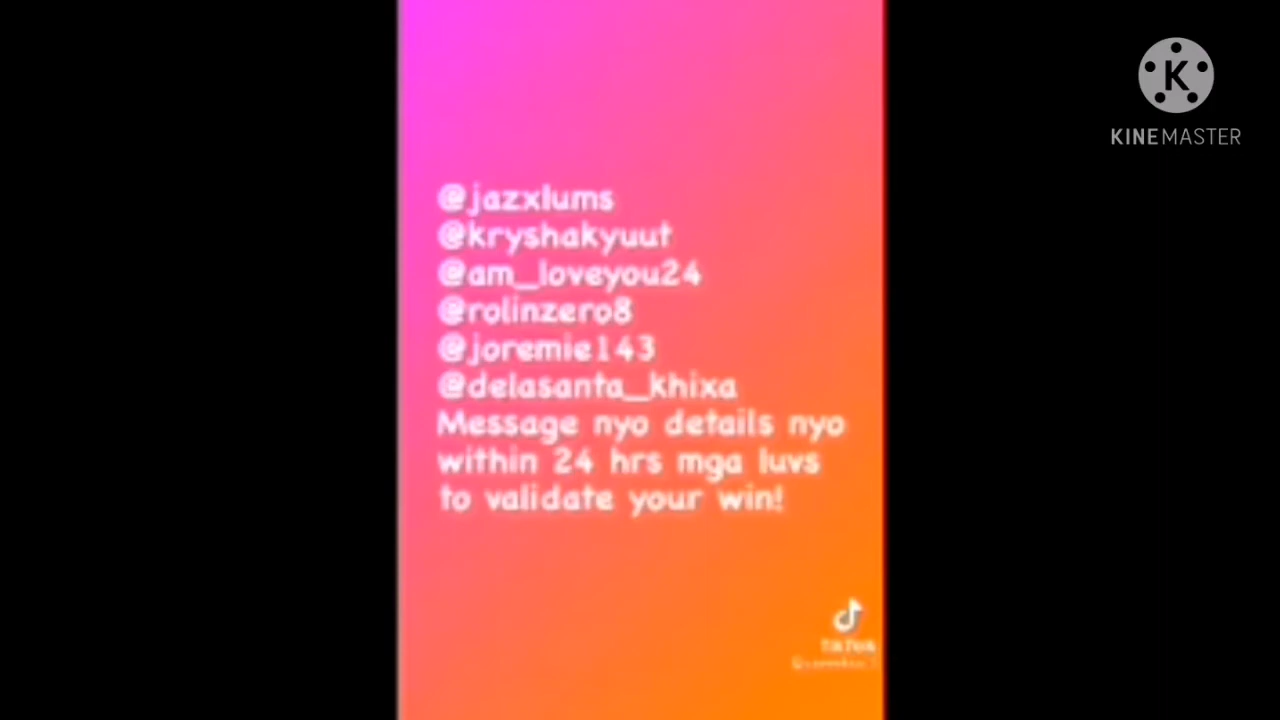 @jazxlums
@kryshakyuut
@am_loveyou24
@rolinzero8
@joremie143
@delasanta_khixa
Message nyo details nyo
within 24 hrs mga luvs
to validate your win!
K
KINEMASTER
TikTok